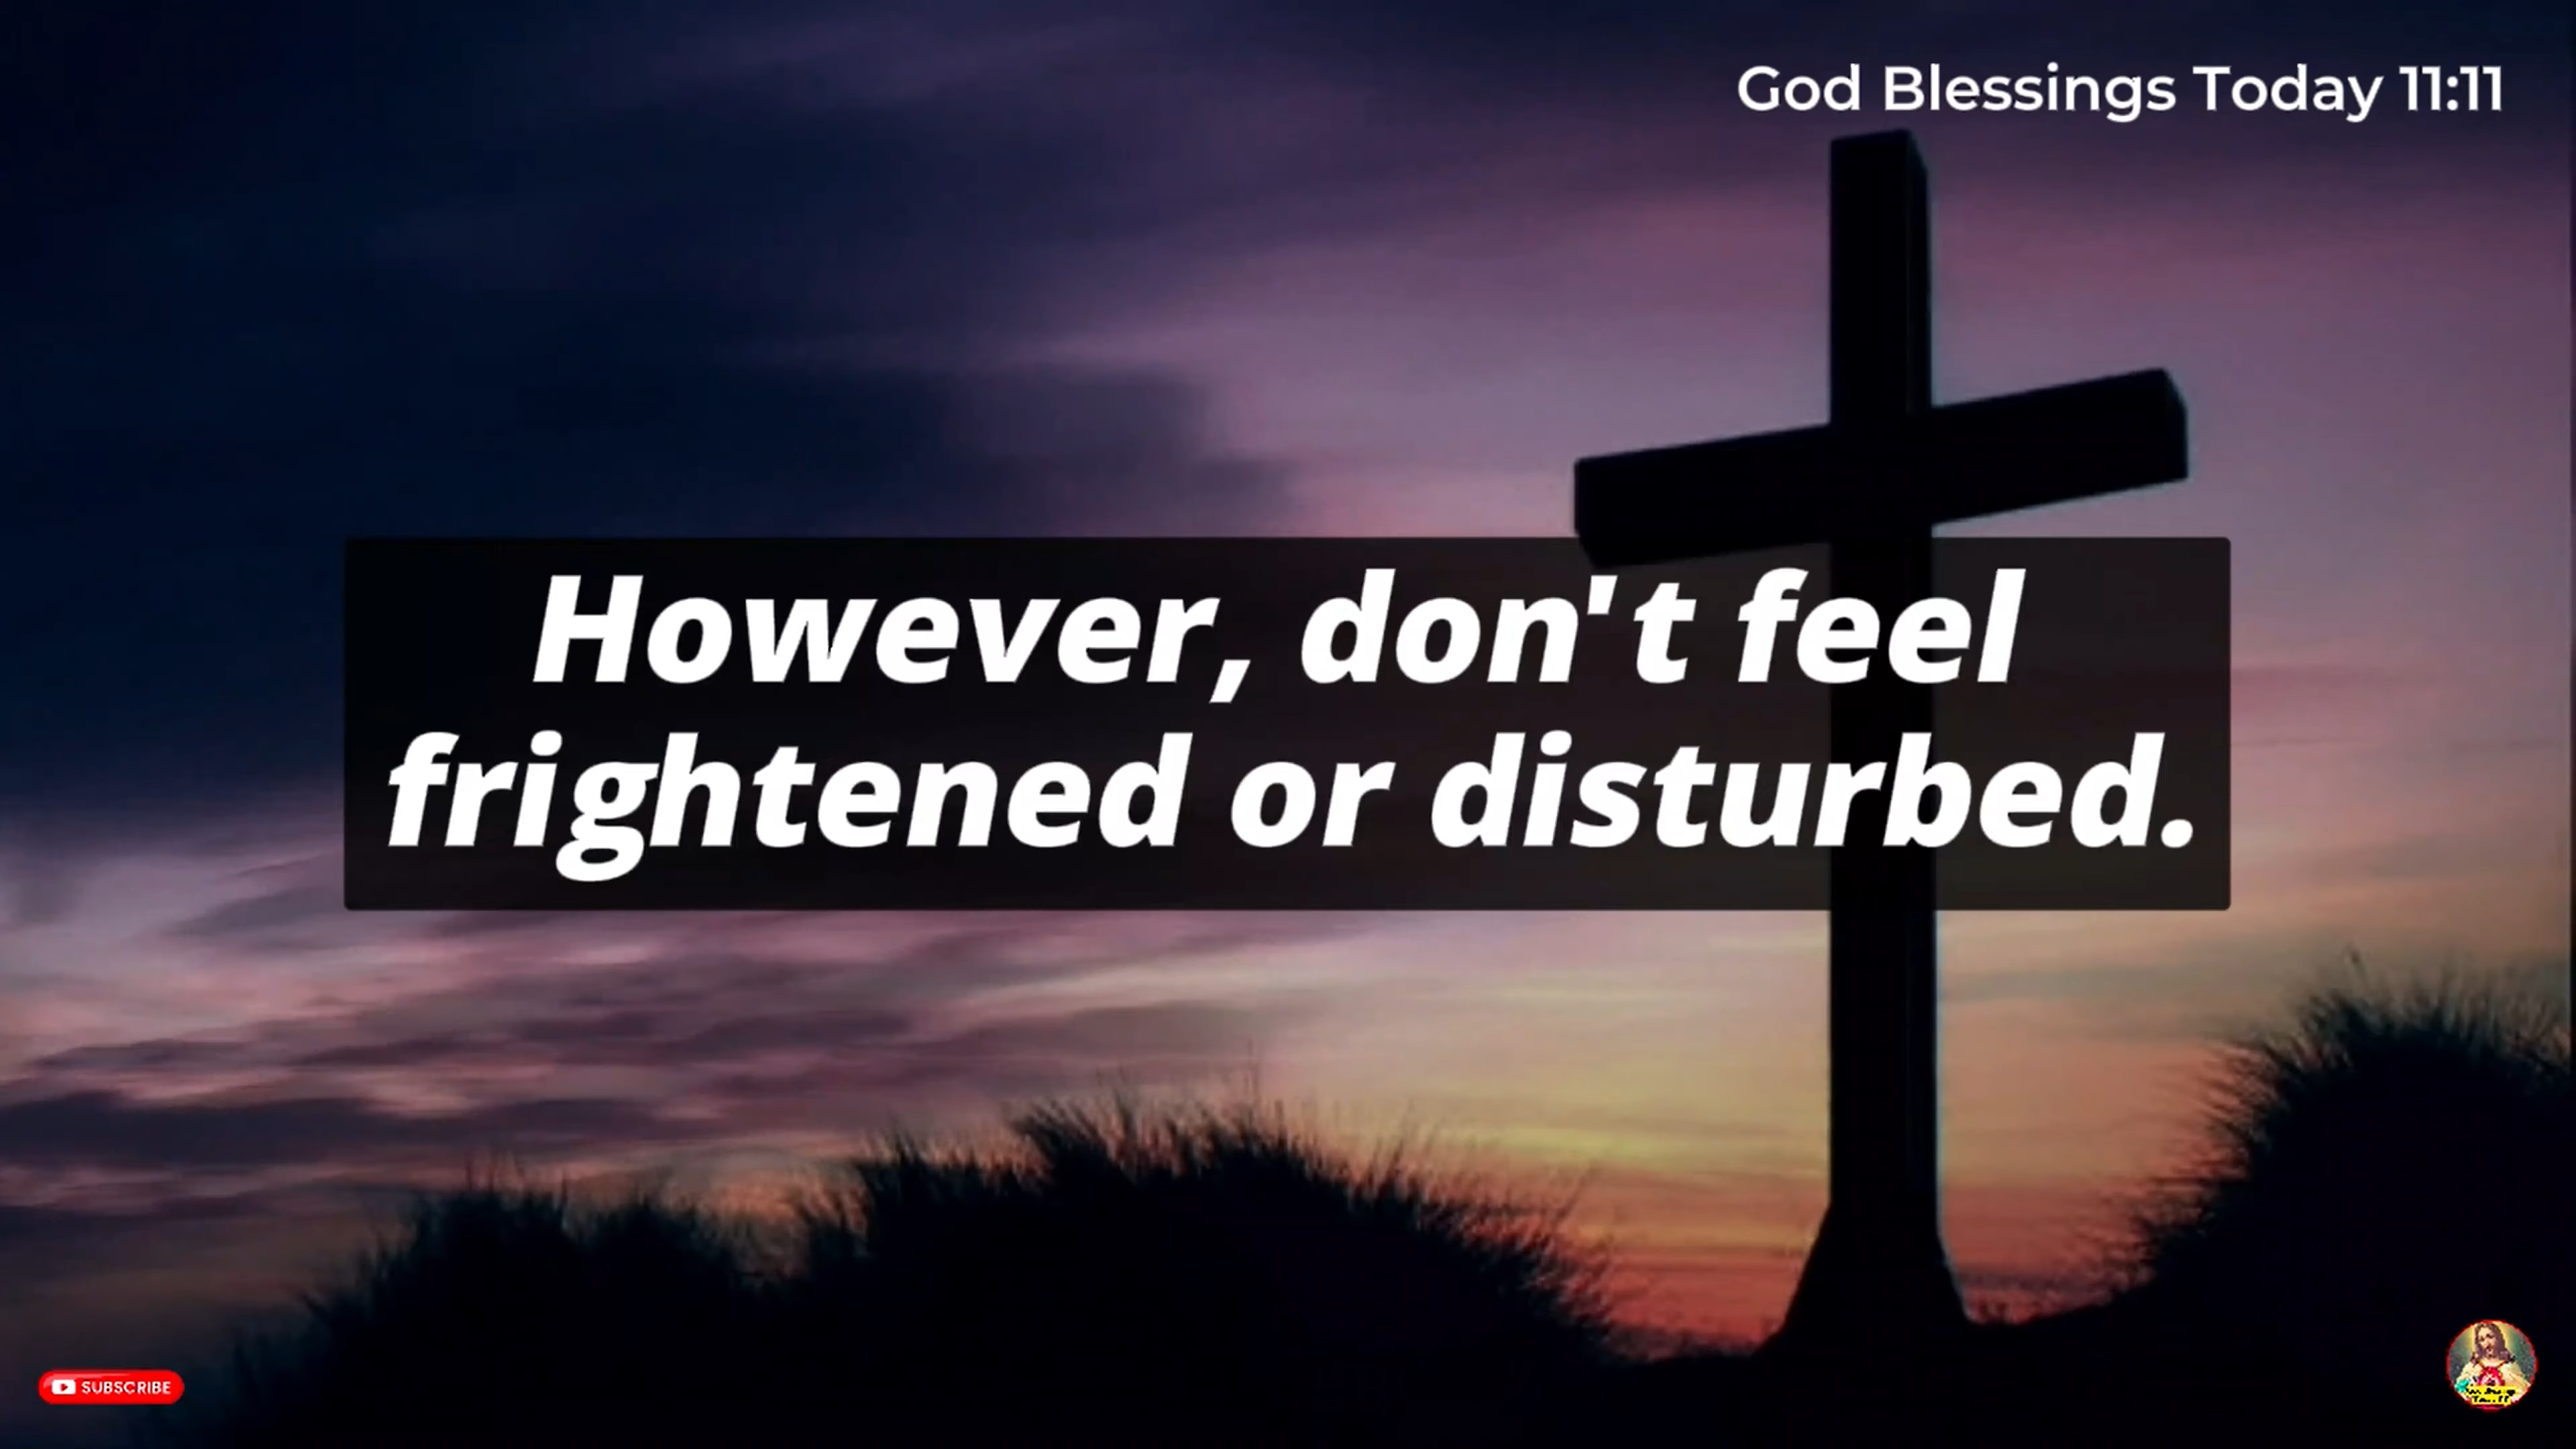 God Blessings Today 11:11
However, don't feel
frightened or disturbed.
SUBSCRIBE